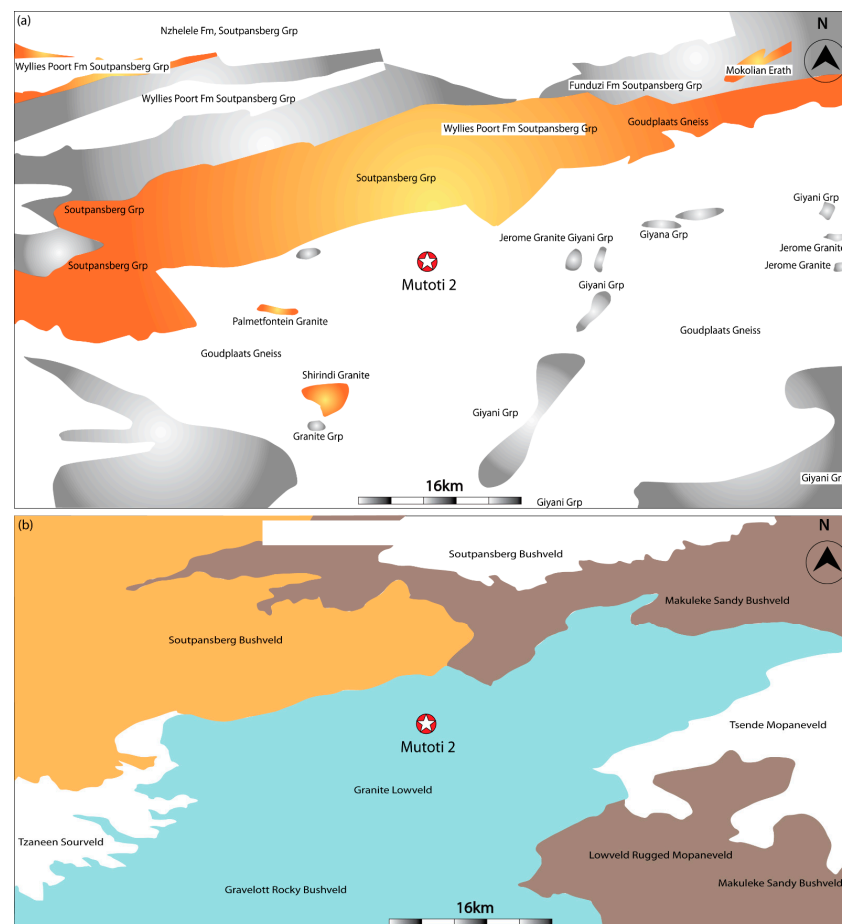 (a)
N
Nzhelele Fm, Soutpansberg Grp
Wyllies Poort Fm Soutpansberg Grp
Mokolian Erath
Funduzi Fm Soutpansberg Grp
Wyllies Poort Fm Soutpansberg Grp
Goudplaats Gneiss
Wyllies Poort Fm Soutpansberg Grp
Soutpansberg Grp
Giyani Grp
Soutpansberg Grp
Giyana Grp
Jerome Granite Giyani Grp
Jerome Granite
Soutpansberg Grp
Jerome Granite
Mutoti 2
Giyani Grp
Palmetfontein Granite
Goudplaats Gneiss
Goudplaats Gneiss
Shirindi Granite
Giyani Grp
Granite Grp
Giyani Gr
16km
Giyani Grp
(b)
N
Soutpansberg Bushveld
Makuleke Sandy Bushveld
Soutpansberg Bushveld
Tsende Mopaneveld
Mutoti 2
Granite Lowveld
Tzaneen Sourveld
Lowveld Rugged Mopaneveld
Makuleke Sandy Bushveld
Gravelott Rocky Bushveld
16km